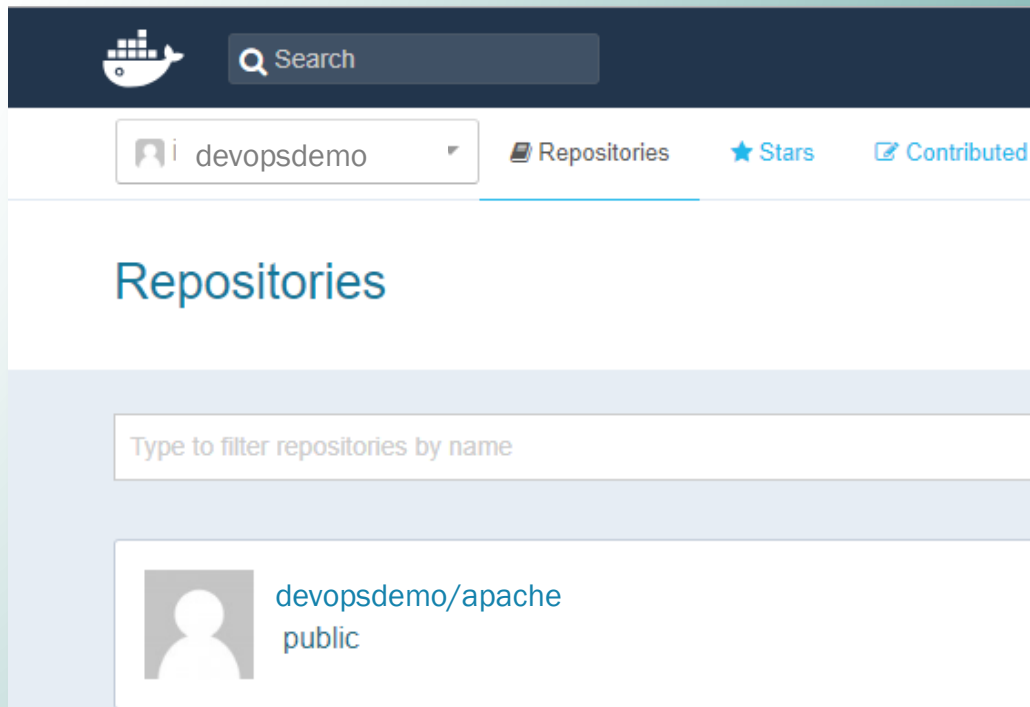 Search
i devopsdemo
Repositories
Stars
Contributed
Repositories
Type to filter repositories by name
devopsdemo/apache
public